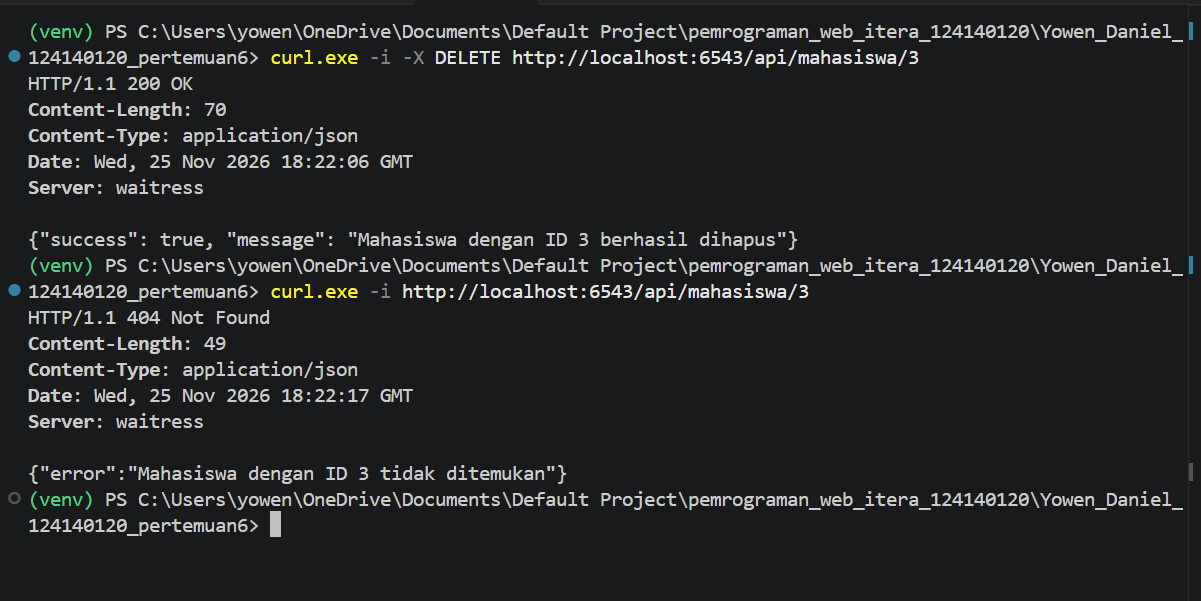 (venv) PS C:\Users\yowen\OneDrive\Documents\Default Project\pemrograman_web_itera_124140120\Yowen_Daniel_
124140120_pertemuan6> curl.exe -i -X DELETE http://localhost:6543/api/mahasiswa/3
HTTP/1.1 200 OK
Content-Length: 70
Content-Type: application/json
Date: Wed, 25 Nov 2026 18:22:06 GMT
Server: waitress

{"success": true, "message": "Mahasiswa dengan ID 3 berhasil dihapus"}
(venv) PS C:\Users\yowen\OneDrive\Documents\Default Project\pemrograman_web_itera_124140120\Yowen_Daniel_
124140120_pertemuan6> curl.exe -i http://localhost:6543/api/mahasiswa/3
HTTP/1.1 404 Not Found
Content-Length: 49
Content-Type: application/json
Date: Wed, 25 Nov 2026 18:22:17 GMT
Server: waitress

{"error":"Mahasiswa dengan ID 3 tidak ditemukan"}
(venv) PS C:\Users\yowen\OneDrive\Documents\Default Project\pemrograman_web_itera_124140120\Yowen_Daniel_
124140120_pertemuan6>